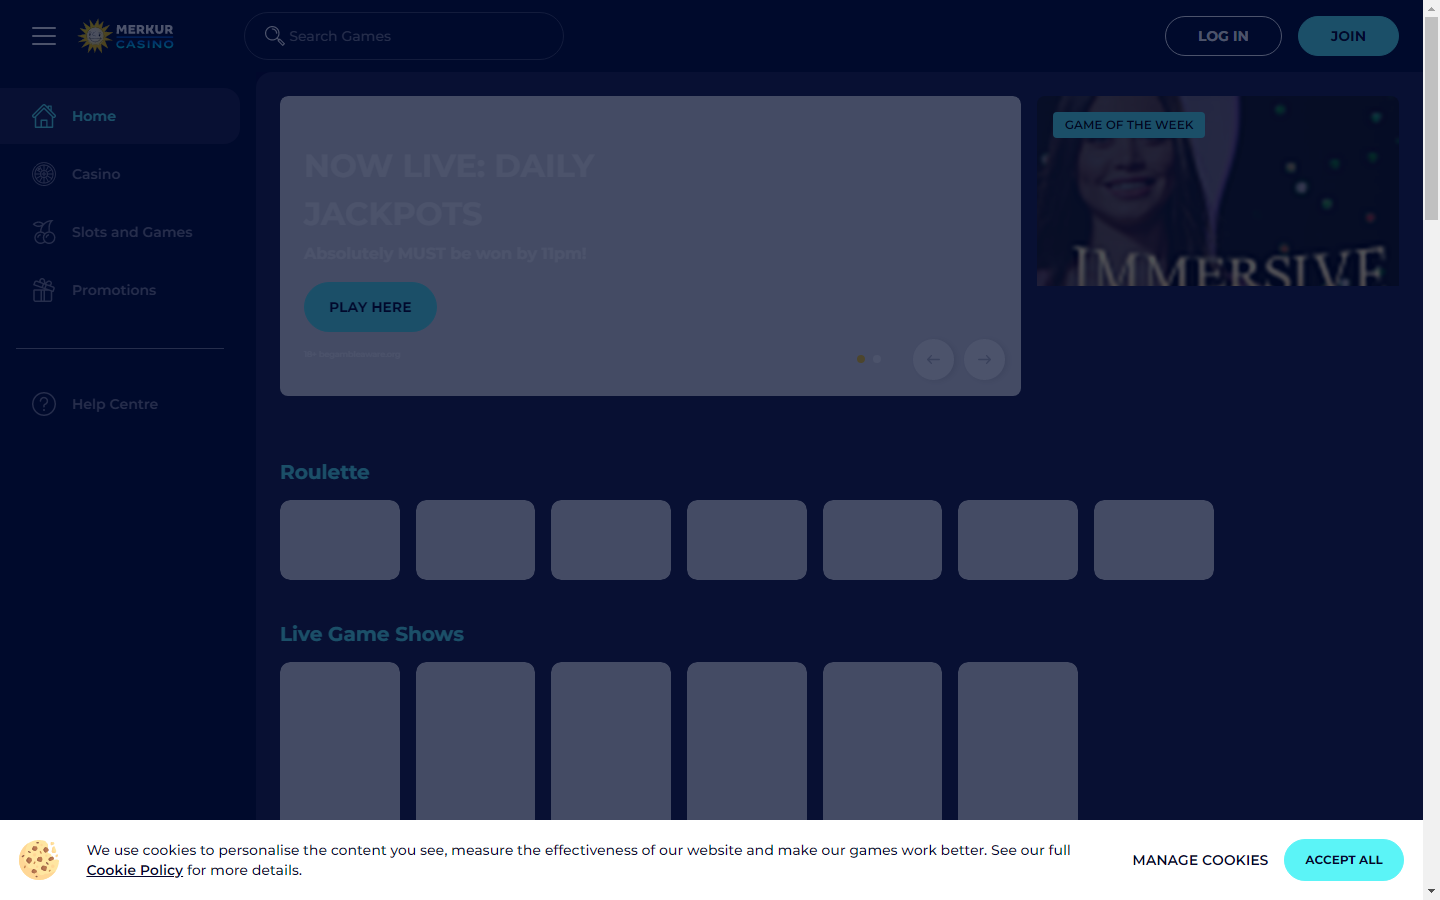 MERKUR
CASINO
Search Games
LOG IN
JOIN
Home
Casino
Slots and Games
Promotions
Help Centre
NOW LIVE: DAILY
JACKPOTS
Absolutely MUST be won by 11pm!
PLAY HERE
GAME OF THE WEEK
IMMERSIVE
Roulette
Live Game Shows
We use cookies to personalise the content you see, measure the effectiveness of our website and make our games work better. See our full
Cookie Policy for more details.
MANAGE COOKIES
ACCEPT ALL